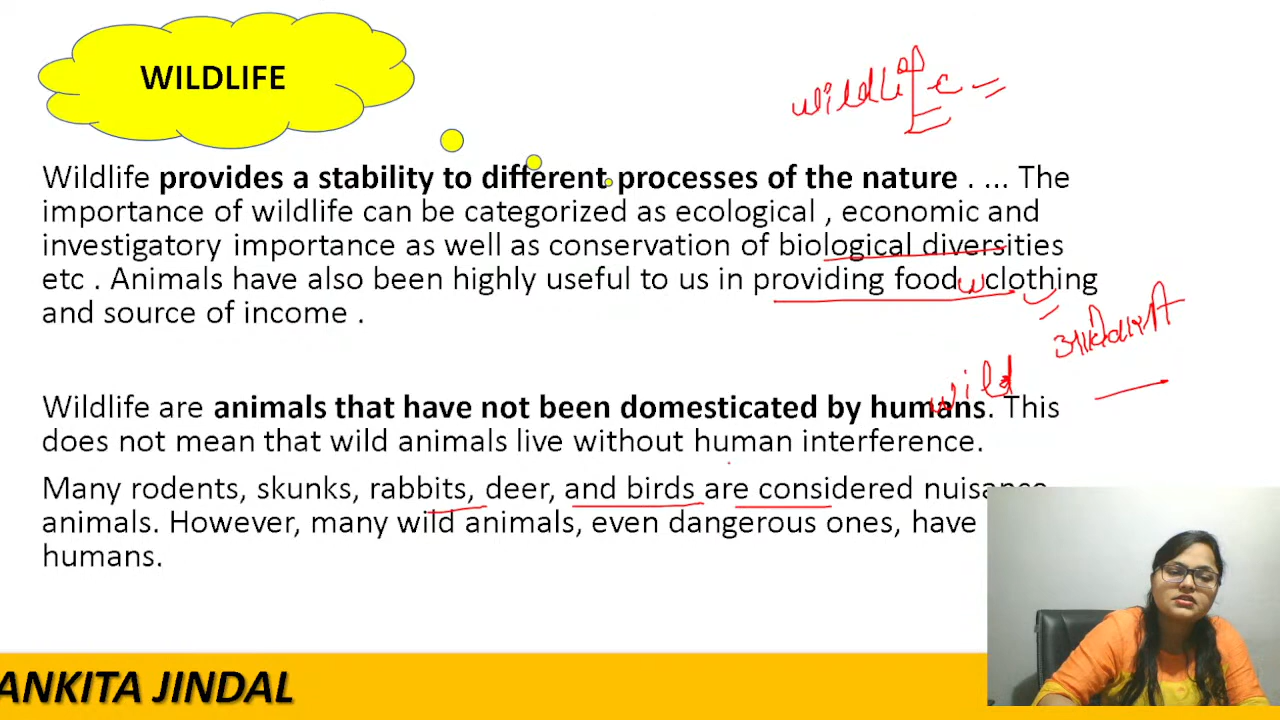 WILDLIFE
wildlife
Wildlife provides a stability to different processes of the nature . ... The
importance of wildlife can be categorized as ecological , economic and
investigatory importance as well as conservation of biological diversities
etc . Animals have also been highly useful to us in providing food w clothing
and source of income .
wild
Wildlife are animals that have not been domesticated by humans. This
does not mean that wild animals live without human interference.
Many rodents, skunks, rabbits, deer, and birds are considered nuisance
animals. However, many wild animals, even dangerous ones, have
humans.
ANKITA JINDAL